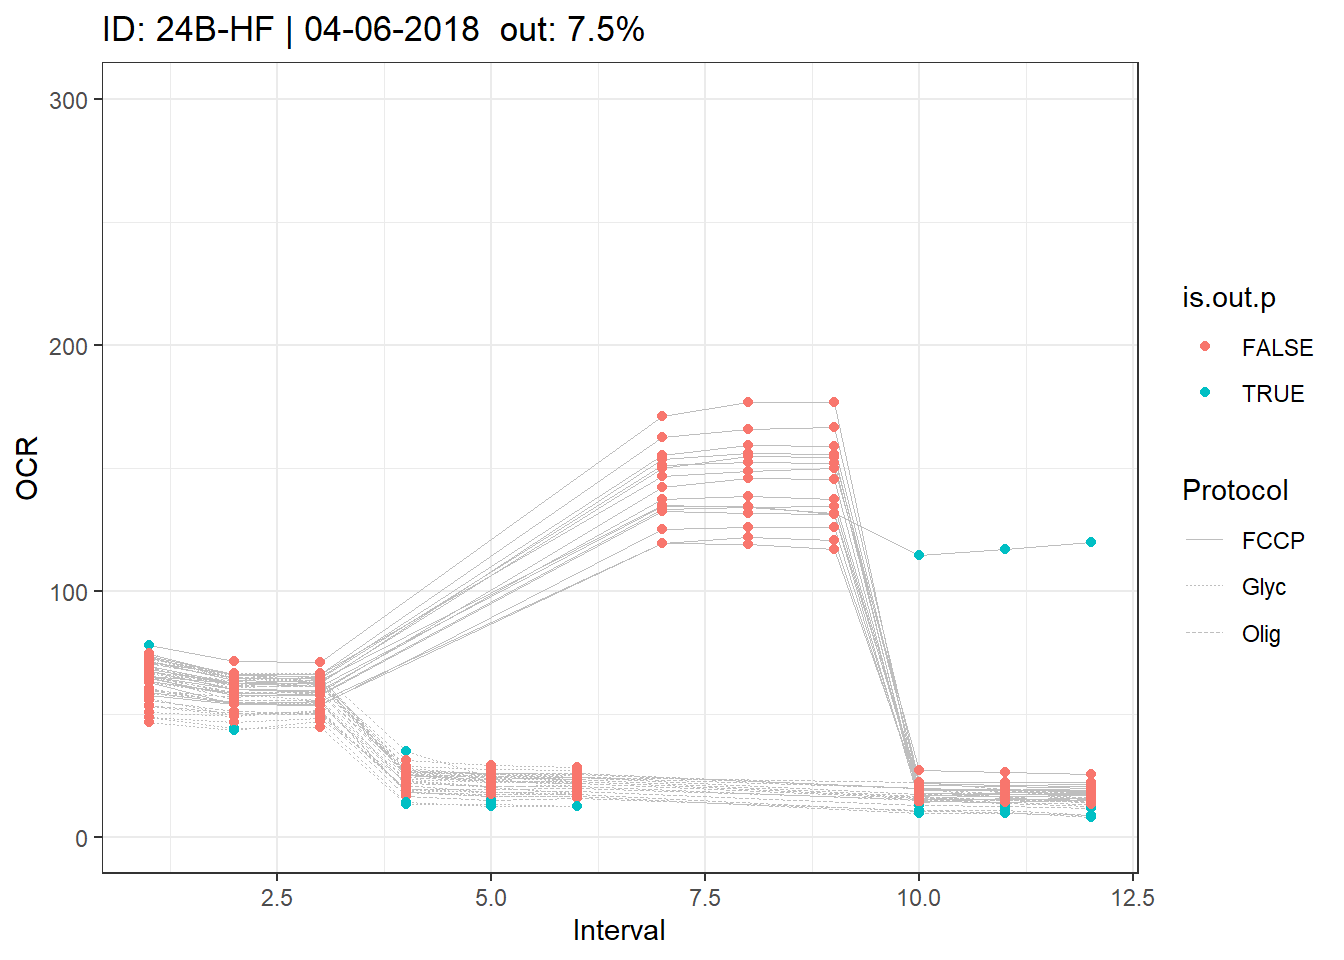 ID: 24B-HF | 04-06-2018  out: 7.5%
300
200
100
0
OCR
2.5
5.0
7.5
10.0
12.5
Interval
is.out.p
FALSE
TRUE
Protocol
FCCP
Glyc
Olig